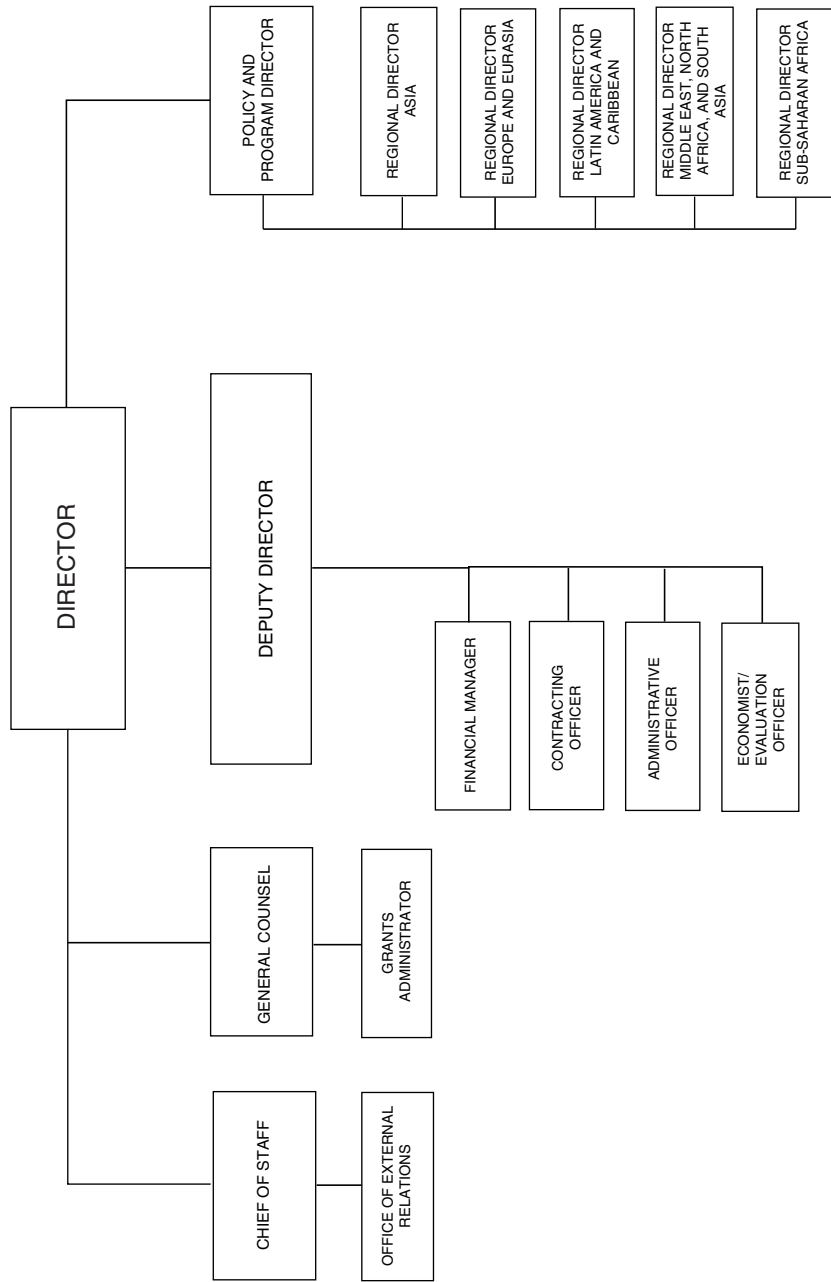 DIRECTOR
CHIEF OF STAFF
GENERAL COUNSEL
DEPUTY DIRECTOR
POLICY AND
PROGRAM DIRECTOR
OFFICE OF EXTERNAL
RELATIONS
GRANTS
ADMINISTRATOR
FINANCIAL MANAGER
CONTRACTING
OFFICER
ADMINISTRATIVE
OFFICER
ECONOMIST/
EVALUATION
OFFICER
REGIONAL DIRECTOR
ASIA
REGIONAL DIRECTOR
EUROPE AND EURASIA
REGIONAL DIRECTOR
LATIN AMERICA AND
CARIBBEAN
REGIONAL DIRECTOR
MIDDLE EAST, NORTH
AFRICA, AND SOUTH
ASIA
REGIONAL DIRECTOR
SUB-SAHARAN AFRICA